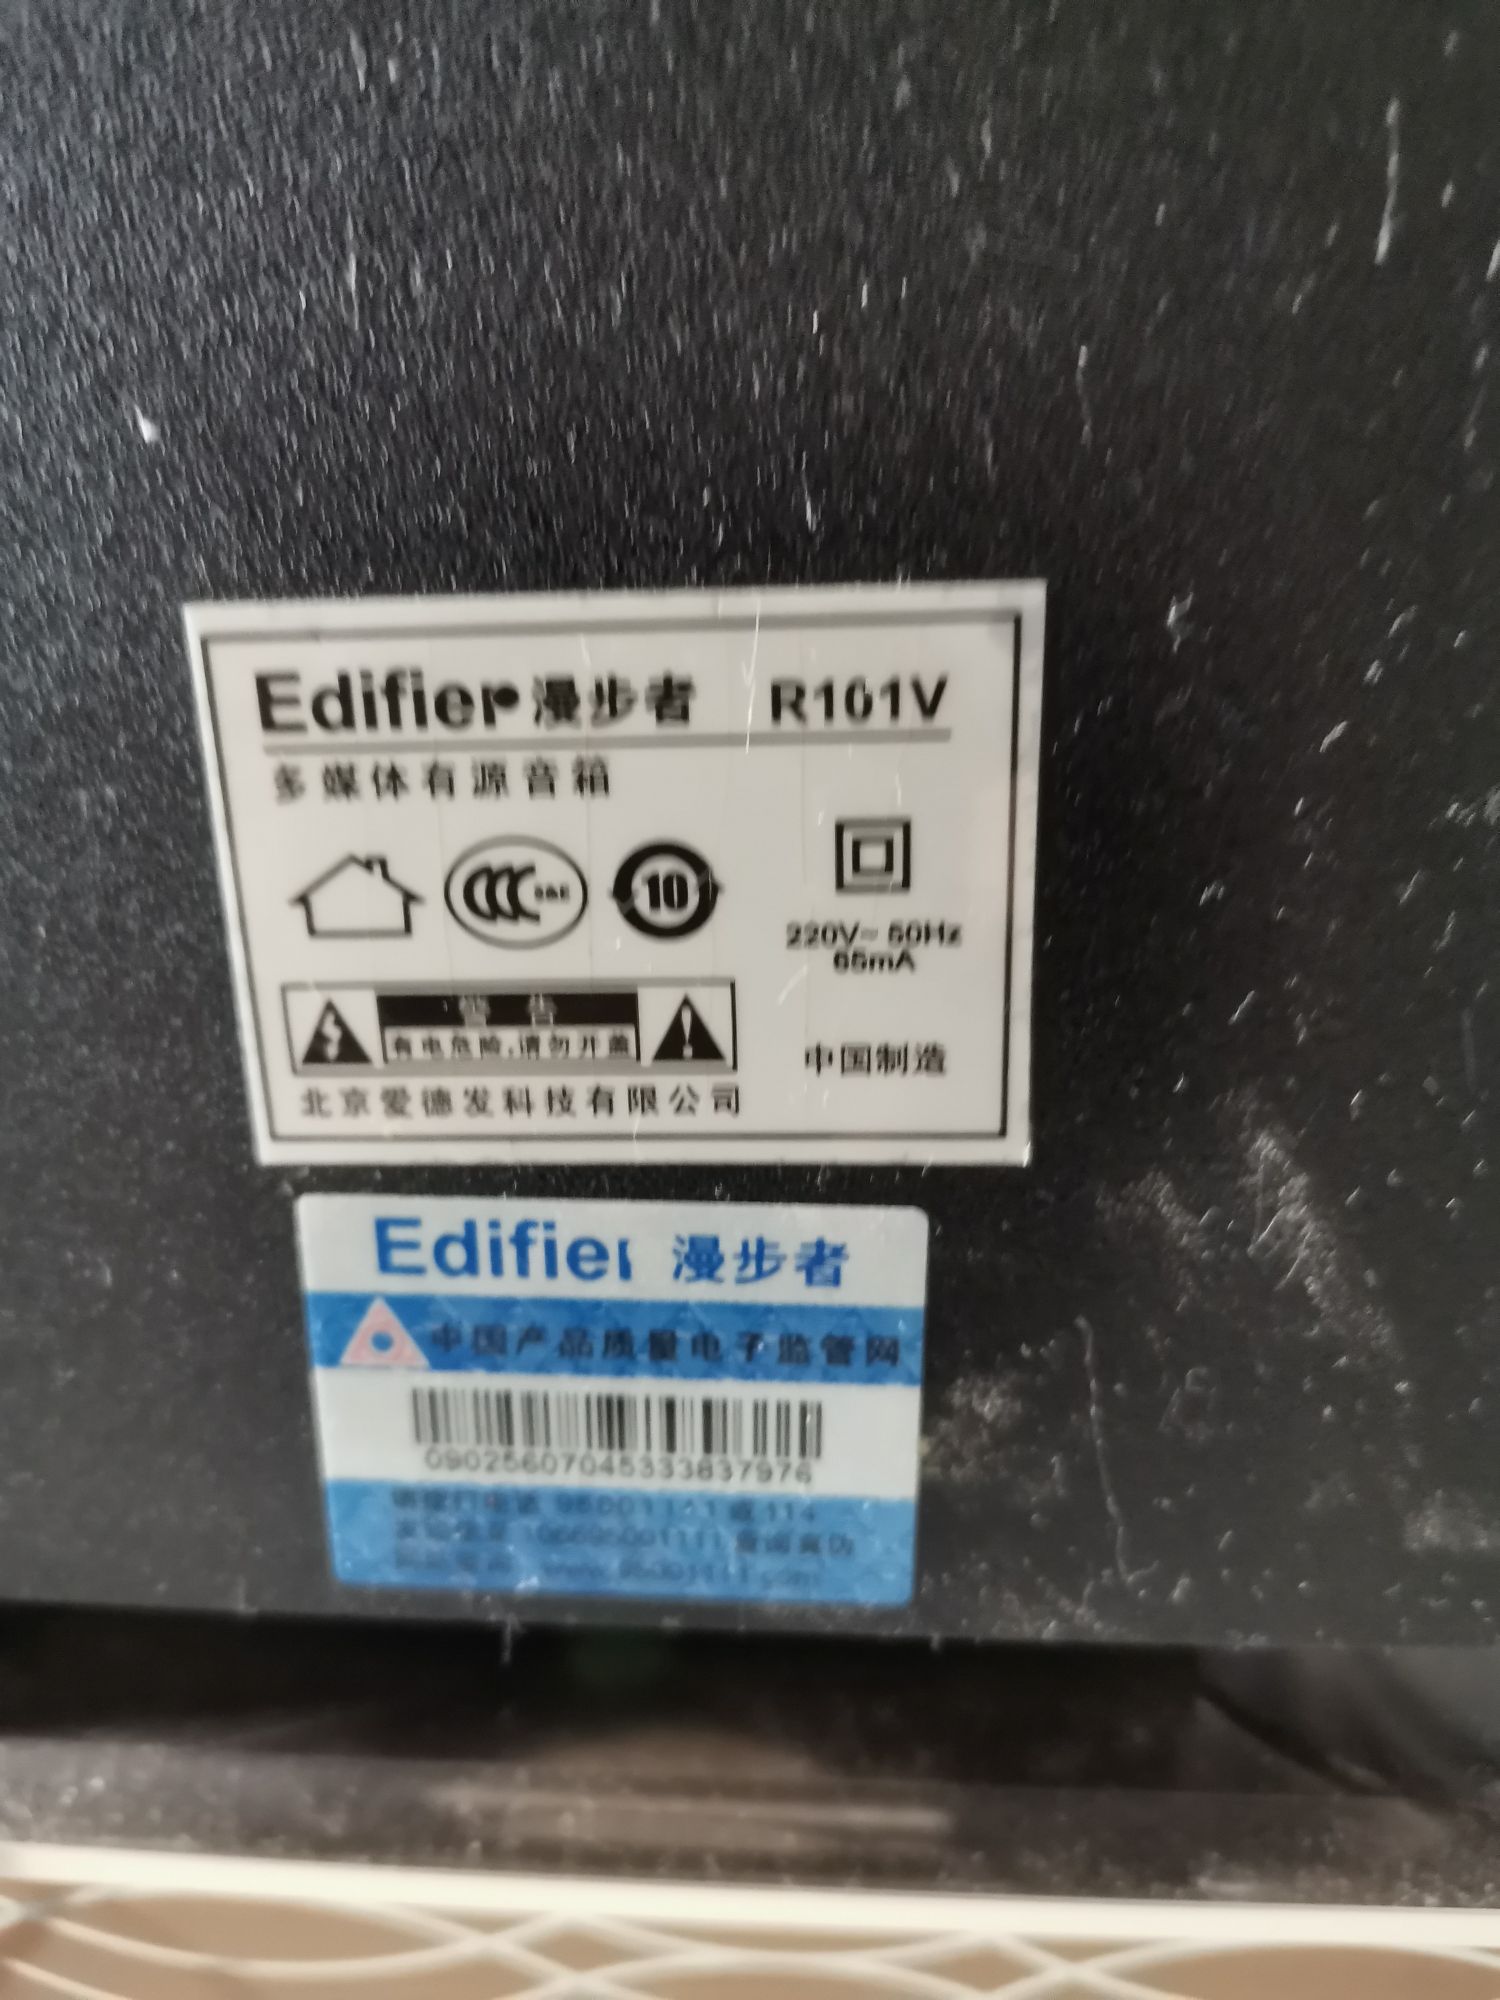 Edifier 漫步者 R101V
多媒体有源音箱
CCC S&E
10
220V~ 50Hz
65mA
警告
有电危险,请勿开盖
中国制造
北京爱德发科技有限公司
Edifier 漫步者
中国产品质量电子监管网
09025607045333837976